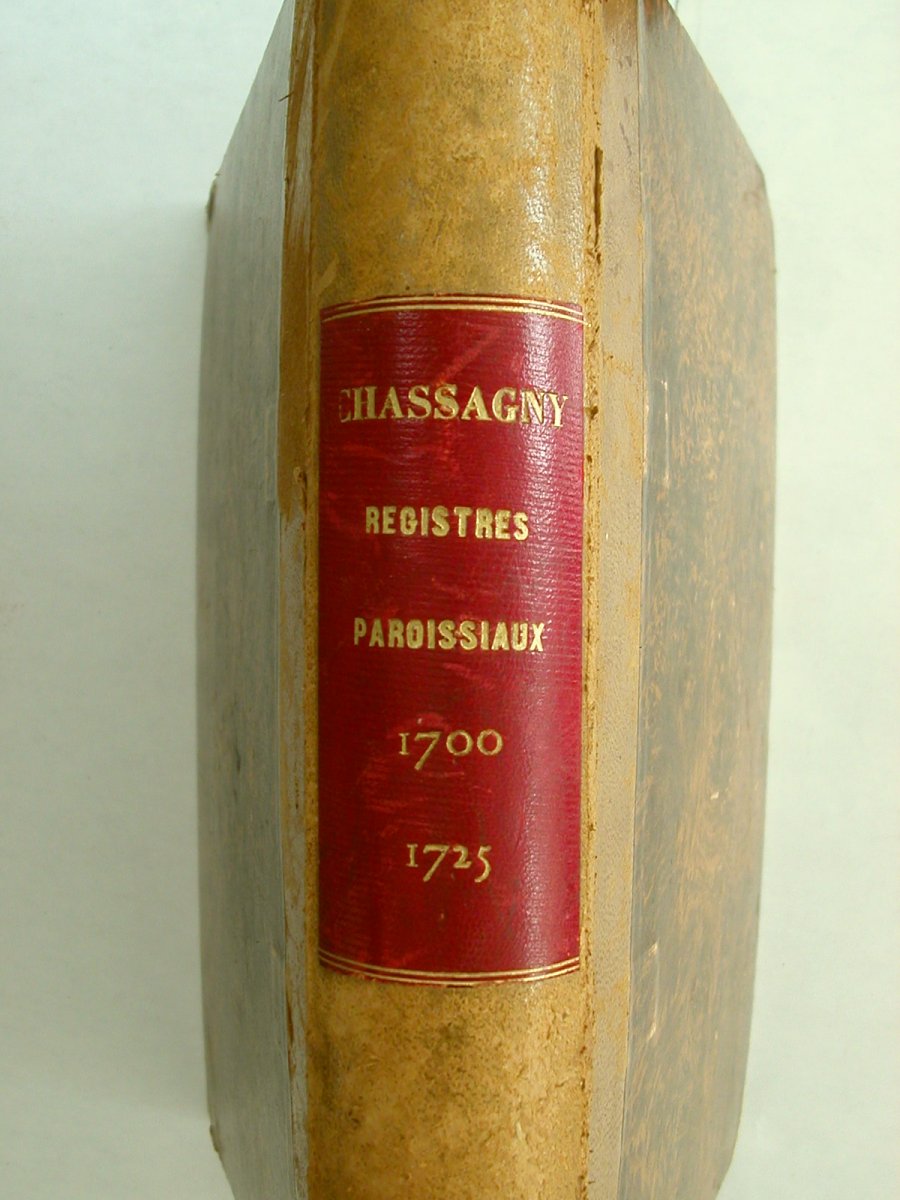 CHASSAGNY
REGISTRES
PAROISSIAUX
1700
1725